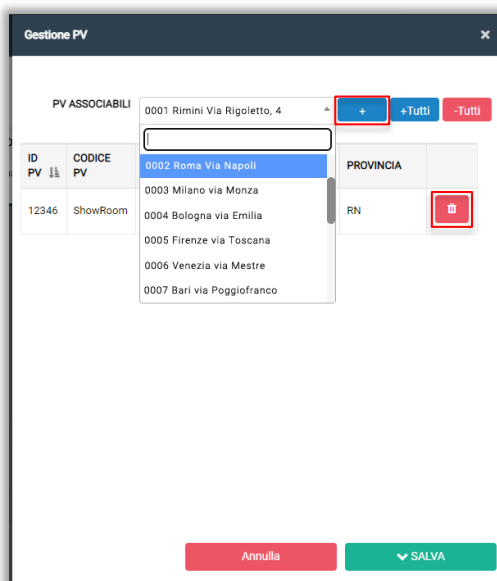 Gestione PV ×
PV ASSOCIABILI 0001 Rimini Via Rigoletto, 4 + +Tutti -Tutti
ID PV CODICE PV PROVINCIA
12346 ShowRoom RN
0002 Roma Via Napoli
0003 Milano via Monza
0004 Bologna via Emilia
0005 Firenze via Toscana
0006 Venezia via Mestre
0007 Bari via Poggiofranco
Annulla SALVA